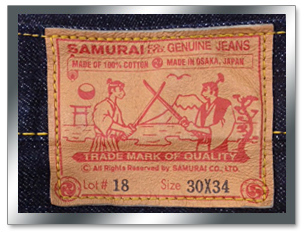 SAMURAI GENUINE JEANS
MADE OF 100% COTTON MADE IN OSAKA, JAPAN
TRADE MARK OF QUALITY
© All Rights Reserved by SAMURAI CO., LTD.
Lot# 18 Size 30X34